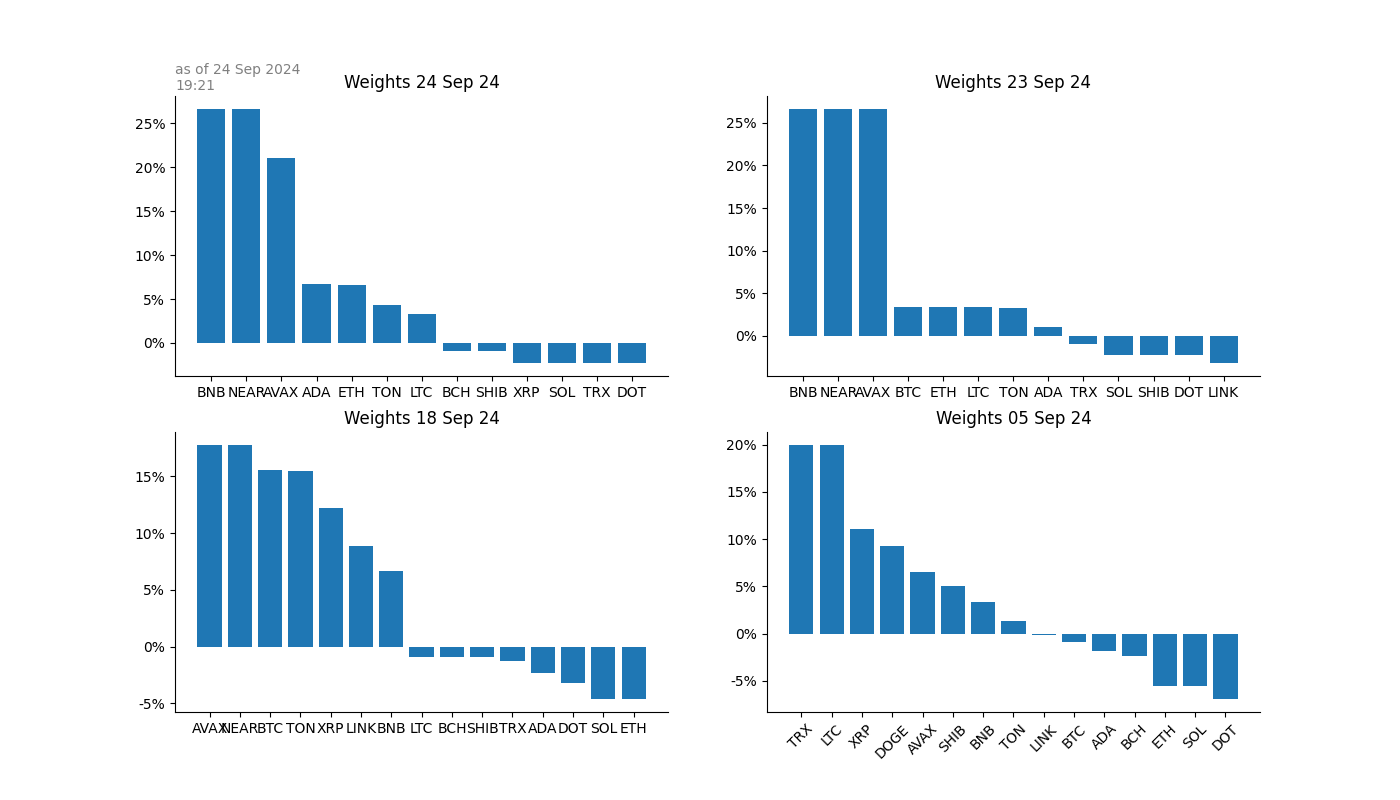 as of 24 Sep 2024
19:21
Weights 24 Sep 24
25%
20%
15%
10%
5%
0%
BNB NEAR AVAX ADA ETH TON LTC BCH SHIB XRP SOL TRX DOT
Weights 23 Sep 24
25%
20%
15%
10%
5%
0%
BNB NEAR AVAX BTC ETH LTC TON ADA TRX SOL SHIB DOT LINK
Weights 18 Sep 24
15%
10%
5%
0%
-5%
AVAX NEAR BTC TON XRP LINK BNB LTC BCH SHIB TRX ADA DOT SOL ETH
Weights 05 Sep 24
20%
15%
10%
5%
0%
-5%
TRX LTC XRP DOGE AVAX SHIB BNB TON LINK BTC ADA BCH ETH SOL DOT